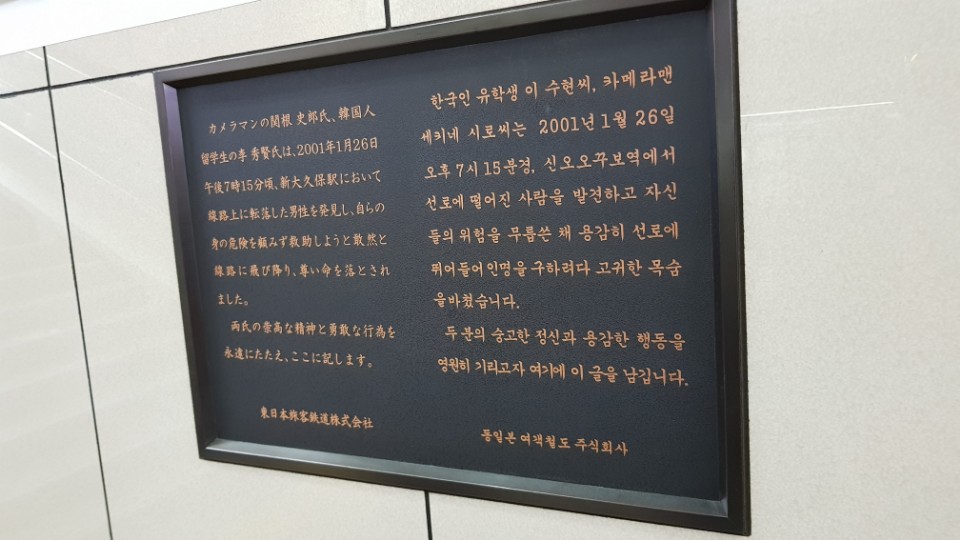 カメラマンの関根 史郎氏、韓国人
留学生の李 秀賢氏は、2001年1月26日
午後7時15分頃、新大久保駅において
線路上に転落した男性を発見し、自らの
身の危険を顧みず救助しようと敢然と
線路に飛び降り、尊い命を落とされ
ました。
両氏の崇高な精神と勇敢な行為を
永遠にたたえ、ここに記します。
東日本旅客鉄道株式会社
한국인 유학생 이 수현씨, 카메라맨
세키네 시로씨는 2001년 1월 26일
오후 7시 15분경, 신오오꾸보역에서
선로에 떨어진 사람을 발견하고 자신
들의 위험을 무릅쓴 채 용감히 선로에
뛰어들어 인명을 구하려다 고귀한 목숨
을바쳤습니다.
두 분의 숭고한 정신과 용감한 행동을
영원히 기리고자 여기에 이 글을 남깁니다.
동일본 여객철도 주식회사